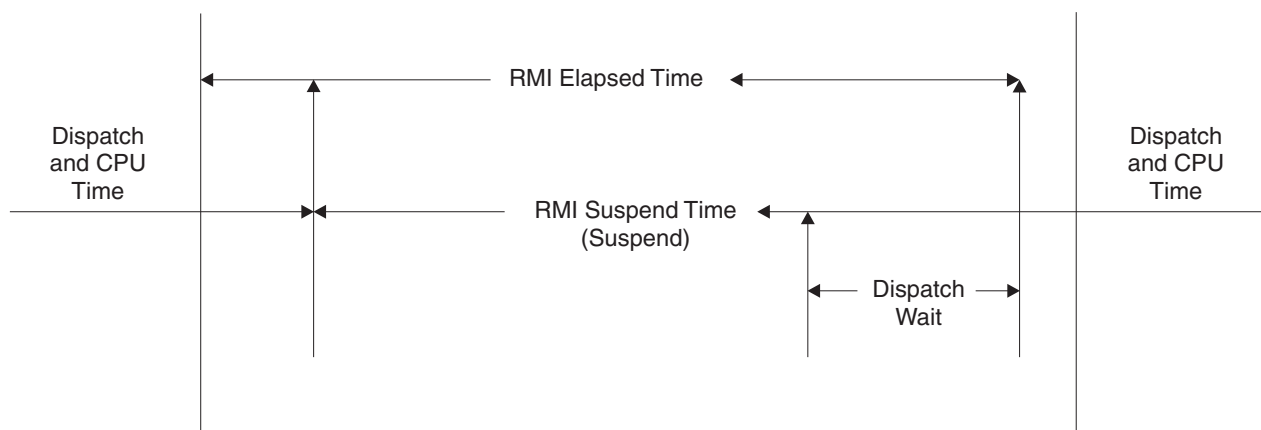 RMI Elapsed Time
Dispatch
and CPU
Time
Dispatch
and CPU
Time
RMI Suspend Time
(Suspend)
Dispatch
Wait